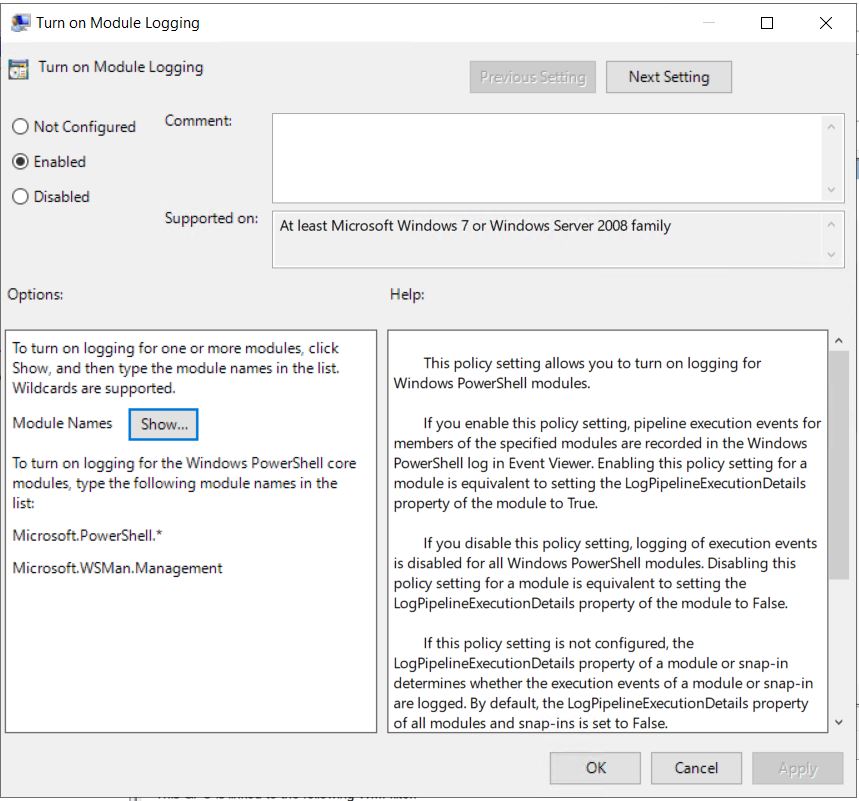 Turn on Module Logging
Turn on Module Logging
Previous Setting
Next Setting
Not Configured
Comment:
Enabled
Disabled
Supported on:
At least Microsoft Windows 7 or Windows Server 2008 family
Options:
Help:
To turn on logging for one or more modules, click
Show, and then type the module names in the list.
Wildcards are supported.
Module Names
Show...
To turn on logging for the Windows PowerShell core
modules, type the following module names in the
list:
Microsoft.PowerShell.*
Microsoft.WSMan.Management
This policy setting allows you to turn on logging for
Windows PowerShell modules.
If you enable this policy setting, pipeline execution events for
members of the specified modules are recorded in the Windows
PowerShell log in Event Viewer. Enabling this policy setting for a
module is equivalent to setting the LogPipelineExecutionDetails
property of the module to True.
If you disable this policy setting, logging of execution events
is disabled for all Windows PowerShell modules. Disabling this
policy setting for a module is equivalent to setting the
LogPipelineExecutionDetails property of the module to False.
If this policy setting is not configured, the
LogPipelineExecutionDetails property of a module or snap-in
determines whether the execution events of a module or snap-in
are logged. By default, the LogPipelineExecutionDetails property
of all modules and snap-ins is set to False.
OK
Cancel
Apply